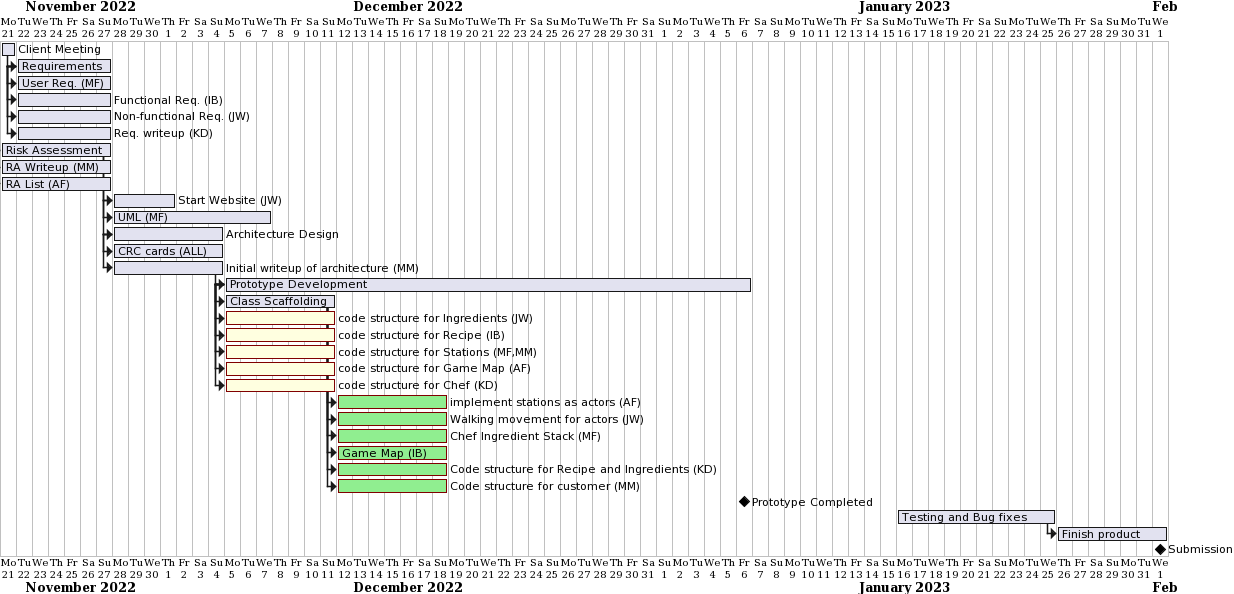 November 2022 December 2022 January 2023 Feb
Mo Tu We Th Fr Sa Su Mo Tu We Th Fr Sa Su Mo Tu We Th Fr Sa Su Mo Tu We Th Fr Sa Su Mo Tu We Th Fr Sa Su Mo Tu We Th Fr Sa Su Mo Tu We Th Fr Sa Su Mo Tu We Th Fr Sa Su Mo Tu We Th Fr Sa Su Mo Tu We Th Fr Sa Su Mo Tu We
21 22 23 24 25 26 27 28 29 30 1 2 3 4 5 6 7 8 9 10 11 12 13 14 15 16 17 18 19 20 21 22 23 24 25 26 27 28 29 30 31 1 2 3 4 5 6 7 8 9 10 11 12 13 14 15 16 17 18 19 20 21 22 23 24 25 26 27 28 29 30 31 1
Client Meeting
Requirements
User Req. (MF)
Functional Req. (IB)
Non-functional Req. (JW)
Req. writeup (KD)
Risk Assessment
RA Writeup (MM)
RA List (AF)
Start Website (JW)
UML (MF)
Architecture Design
CRC cards (ALL)
Initial writeup of architecture (MM)
Prototype Development
Class Scaffolding
code structure for Ingredients (JW)
code structure for Recipe (IB)
code structure for Stations (MF,MM)
code structure for Game Map (AF)
code structure for Chef (KD)
implement stations as actors (AF)
Walking movement for actors (JW)
Chef Ingredient Stack (MF)
Game Map (IB)
Code structure for Recipe and Ingredients (KD)
Code structure for customer (MM)
Prototype Completed
Testing and Bug fixes
Finish product
Submission
Mo Tu We Th Fr Sa Su Mo Tu We Th Fr Sa Su Mo Tu We Th Fr Sa Su Mo Tu We Th Fr Sa Su Mo Tu We Th Fr Sa Su Mo Tu We Th Fr Sa Su Mo Tu We Th Fr Sa Su Mo Tu We Th Fr Sa Su Mo Tu We Th Fr Sa Su Mo Tu We Th Fr Sa Su Mo Tu We
21 22 23 24 25 26 27 28 29 30 1 2 3 4 5 6 7 8 9 10 11 12 13 14 15 16 17 18 19 20 21 22 23 24 25 26 27 28 29 30 31 1 2 3 4 5 6 7 8 9 10 11 12 13 14 15 16 17 18 19 20 21 22 23 24 25 26 27 28 29 30 31 1
November 2022 December 2022 January 2023 Feb